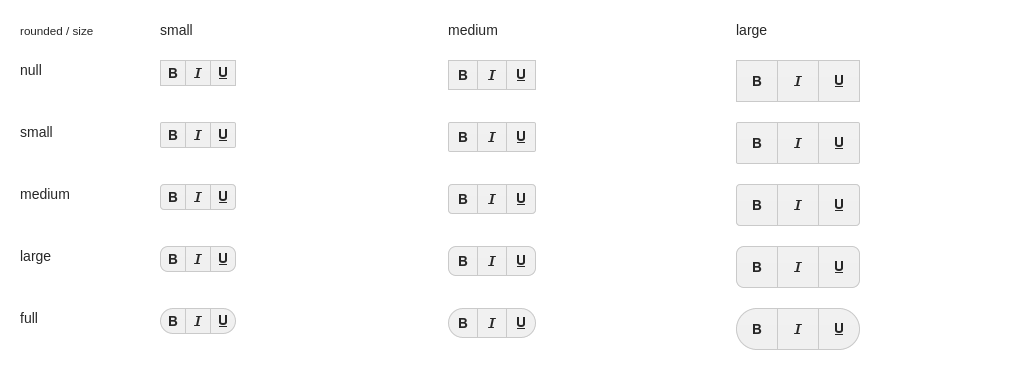 rounded / size small medium large
null B I U B I U B I U
small B I U B I U B I U
medium B I U B I U B I U
large B I U B I U B I U
full B I U B I U B I U